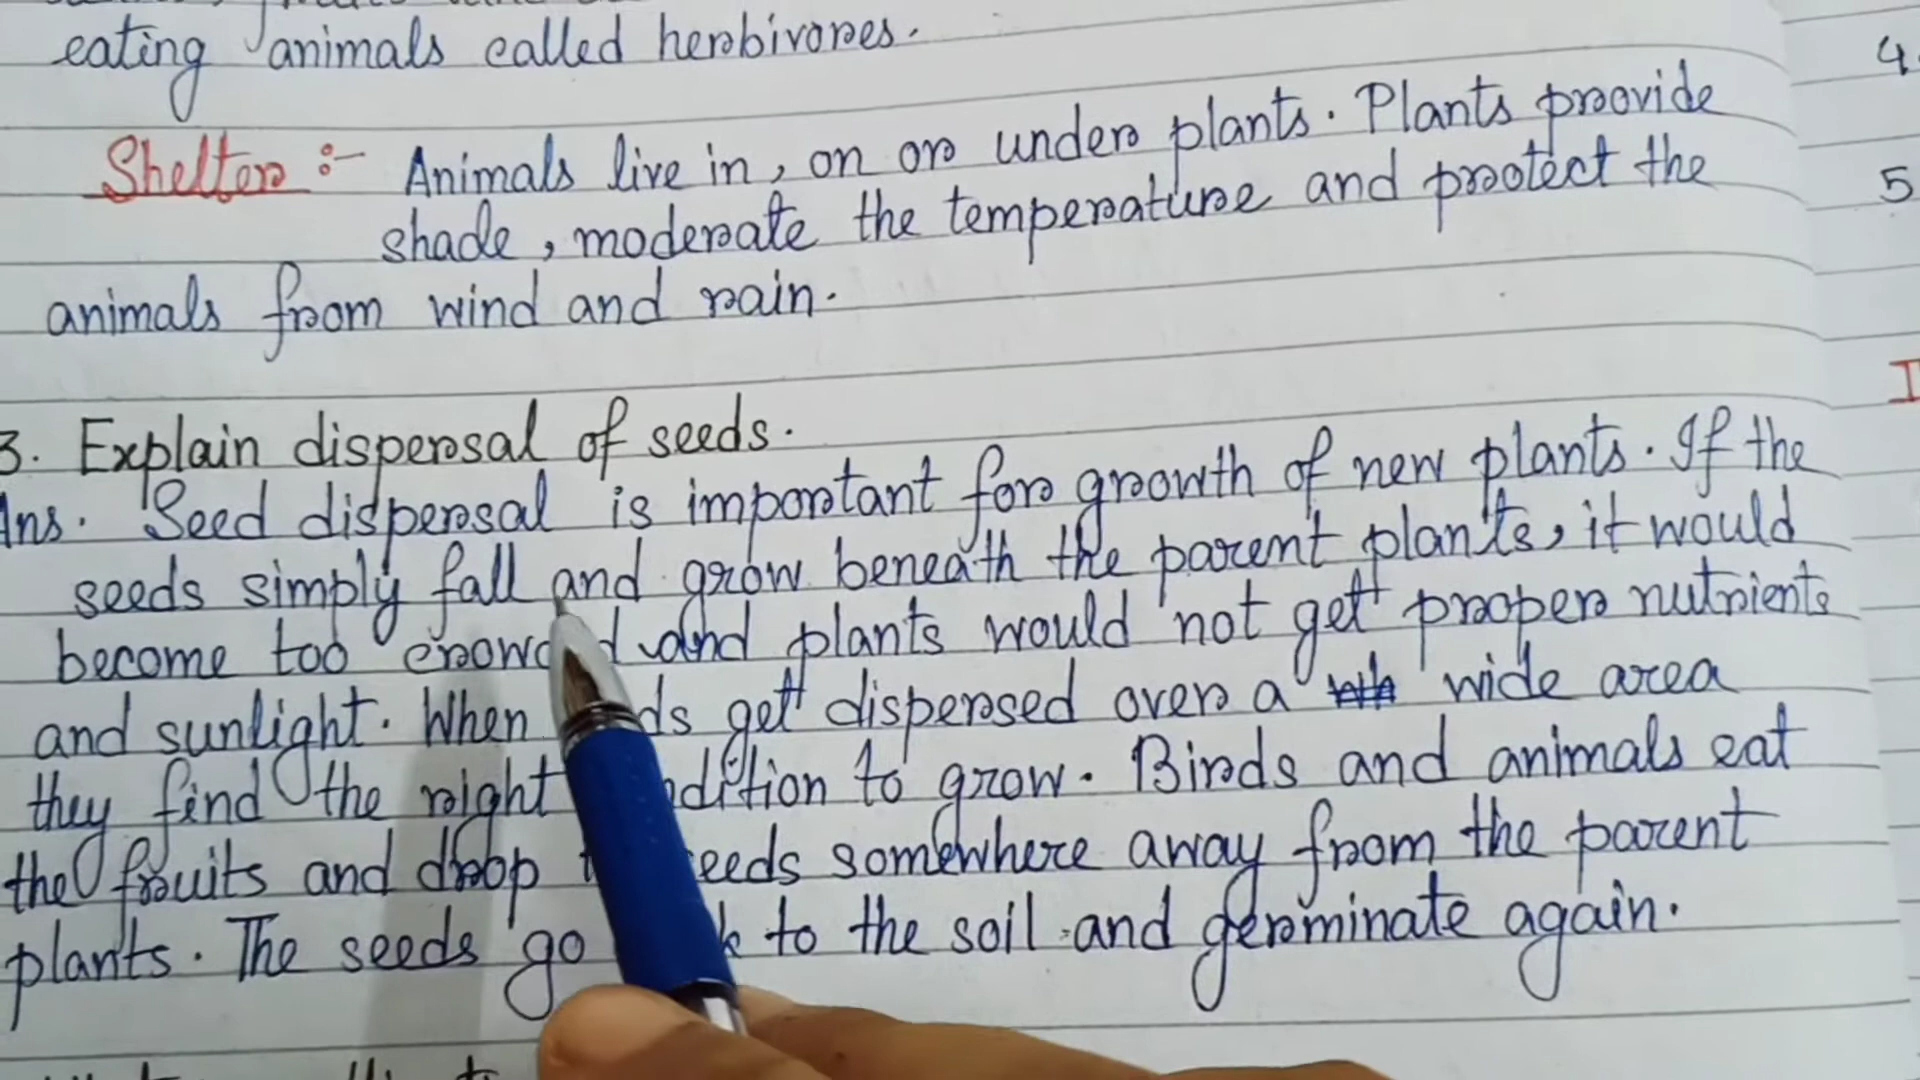 eating animals called herbivores.
Shelter :- Animals live in, on or under plants. Plants provide
shade, moderate the temperature and protect the
animals from wind and rain.
3. Explain dispersal of seeds.
Ans. Seed dispersal is important for growth of new plants. If the
seeds simply fall and grow beneath the parent plants, it would
become too and plants would not get proper nutrients
and sunlight. When get dispersed over a wide area
they find the right to grow. Birds and animals eat
the fruits and drop somewhere away from the parent
plants. The seeds go to the soil and germinate again.
4.
5
I